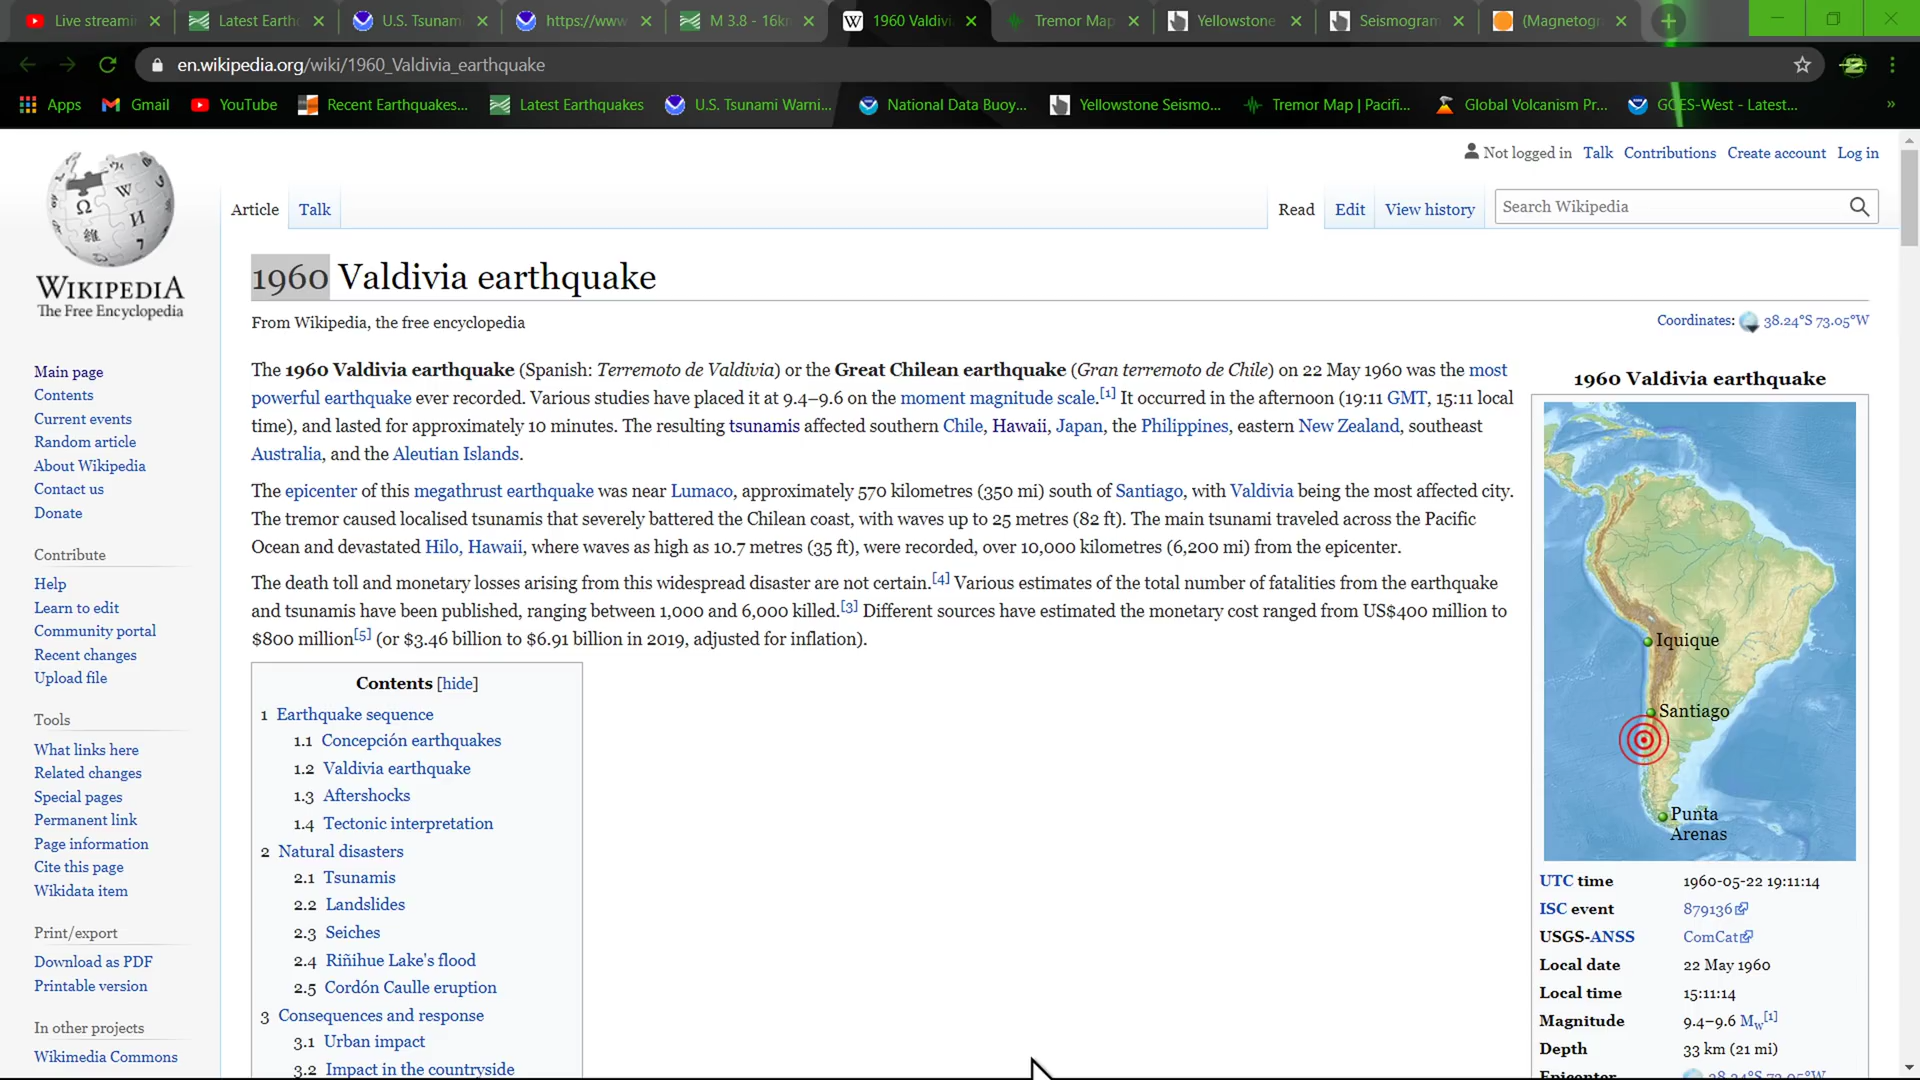 Live streamin
Latest Earth
U.S. Tsunam
https://www
M 3.8 - 16k
1960 Valdivi
Tremor Map
Yellowstone
Seismogram
(Magnetogr
en.wikipedia.org/wiki/1960_Valdivia_earthquake
Apps
Gmail
YouTube
Recent Earthquakes...
Latest Earthquakes
U.S. Tsunami Warni...
National Data Buoy...
Yellowstone Seismo...
Tremor Map | Pacifi...
Global Volcanism Pr...
GOES-West - Latest...
»
Not logged in Talk Contributions Create account Log in
Article Talk
Read Edit View history
Search Wikipedia
WIKIPEDIA
The Free Encyclopedia
Main page
Contents
Current events
Random article
About Wikipedia
Contact us
Donate
Contribute
Help
Learn to edit
Community portal
Recent changes
Upload file
Tools
What links here
Related changes
Special pages
Permanent link
Page information
Cite this page
Wikidata item
Print/export
Download as PDF
Printable version
In other projects
Wikimedia Commons
1960 Valdivia earthquake
From Wikipedia, the free encyclopedia
Coordinates: 38.24°S 73.05°W
The 1960 Valdivia earthquake (Spanish: Terremoto de Valdivia) or the Great Chilean earthquake (Gran terremoto de Chile) on 22 May 1960 was the most
powerful earthquake ever recorded. Various studies have placed it at 9.4–9.6 on the moment magnitude scale.[1] It occurred in the afternoon (19:11 GMT, 15:11 local
time), and lasted for approximately 10 minutes. The resulting tsunamis affected southern Chile, Hawaii, Japan, the Philippines, eastern New Zealand, southeast
Australia, and the Aleutian Islands.
The epicenter of this megathrust earthquake was near Lumaco, approximately 570 kilometres (350 mi) south of Santiago, with Valdivia being the most affected city.
The tremor caused localised tsunamis that severely battered the Chilean coast, with waves up to 25 metres (82 ft). The main tsunami traveled across the Pacific
Ocean and devastated Hilo, Hawaii, where waves as high as 10.7 metres (35 ft), were recorded, over 10,000 kilometres (6,200 mi) from the epicenter.
The death toll and monetary losses arising from this widespread disaster are not certain.[4] Various estimates of the total number of fatalities from the earthquake
and tsunamis have been published, ranging between 1,000 and 6,000 killed.[3] Different sources have estimated the monetary cost ranged from US$400 million to
$800 million[5] (or $3.46 billion to $6.91 billion in 2019, adjusted for inflation).
Contents [hide]
1 Earthquake sequence
1.1 Concepción earthquakes
1.2 Valdivia earthquake
1.3 Aftershocks
1.4 Tectonic interpretation
2 Natural disasters
2.1 Tsunamis
2.2 Landslides
2.3 Seiches
2.4 Riñihue Lake's flood
2.5 Cordón Caulle eruption
3 Consequences and response
3.1 Urban impact
3.2 Impact in the countryside
1960 Valdivia earthquake
Iquique
Santiago
Punta
Arenas
UTC time 1960-05-22 19:11:14
ISC event 879136
USGS-ANSS ComCat
Local date 22 May 1960
Local time 15:11:14
Magnitude 9.4–9.6 Mw[1]
Depth 33 km (21 mi)
Epicenter 38.24°S 73.05°W